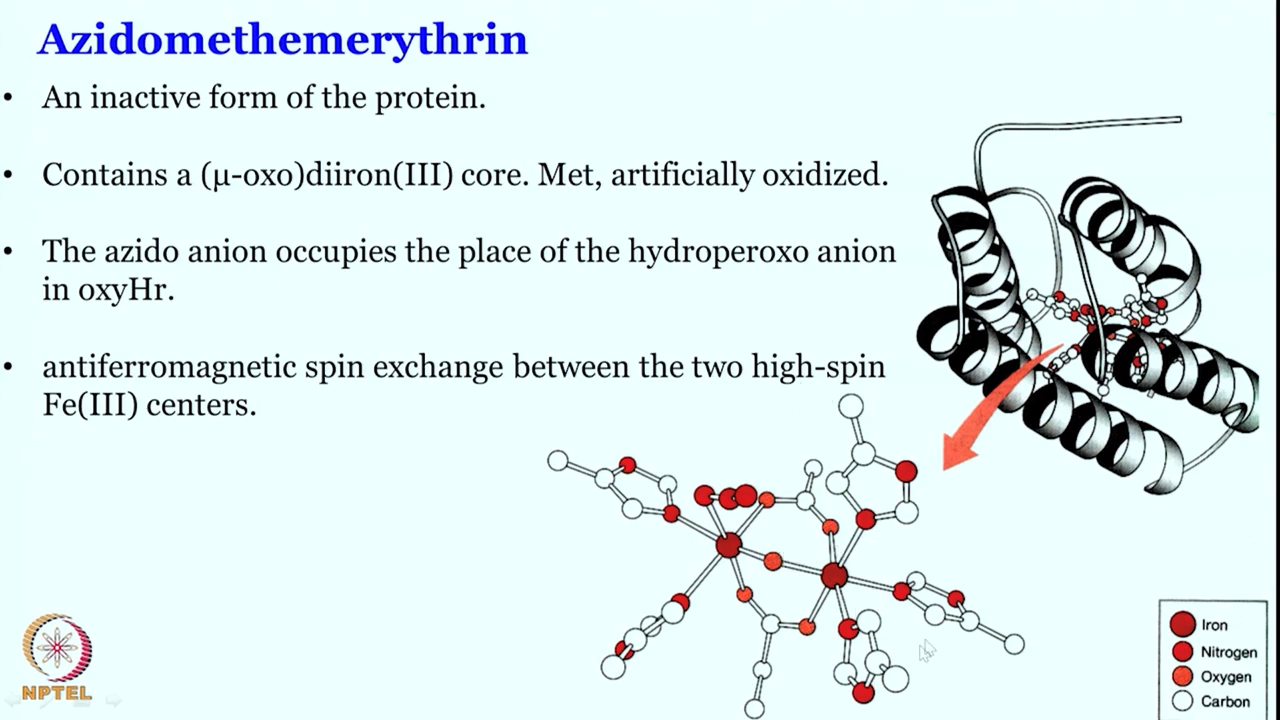 Azidomethemerythrin
• An inactive form of the protein.
• Contains a (μ-oxo)diiron(III) core. Met, artificially oxidized.
• The azido anion occupies the place of the hydroperoxo anion
in oxyHr.
• antiferromagnetic spin exchange between the two high-spin
Fe(III) centers.
Iron
Nitrogen
Oxygen
Carbon
NPTEL